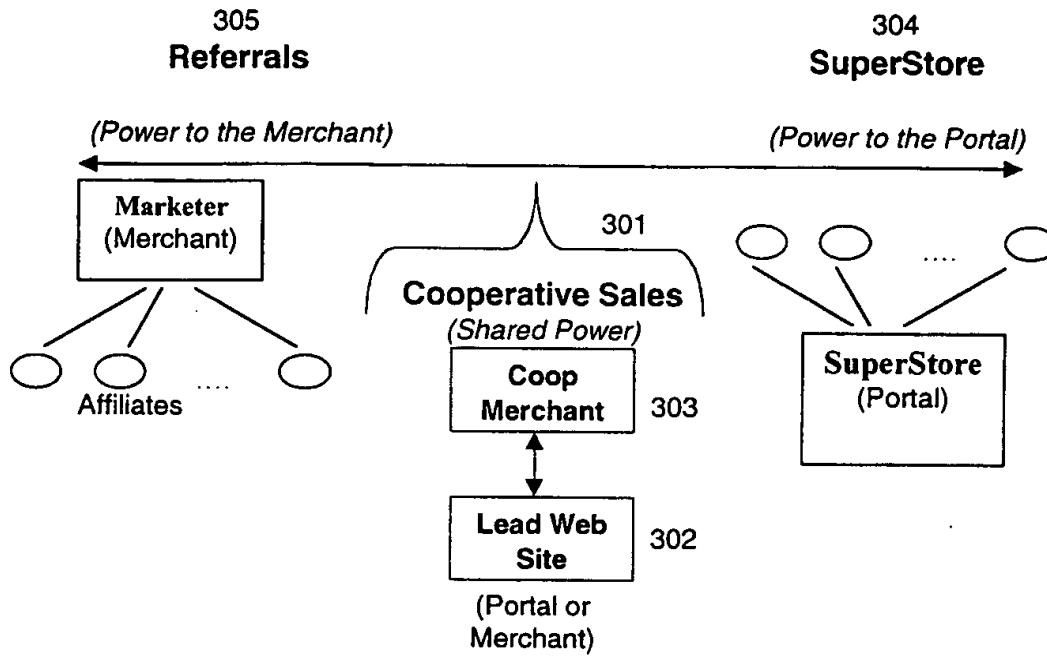 305
Referrals
304
SuperStore
(Power to the Merchant)
(Power to the Portal)
Marketer
(Merchant)
....
Affiliates
301
Cooperative Sales
(Shared Power)
Coop
Merchant
303
Lead Web
Site
302
(Portal or
Merchant)
....
SuperStore
(Portal)